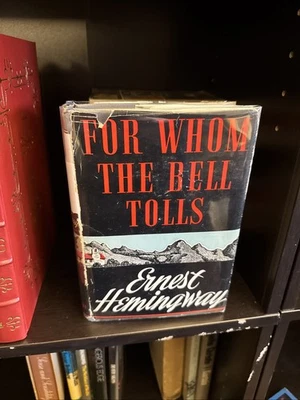 FOR WHOM
THE BELL
TOLLS
Ernest
Hemingway